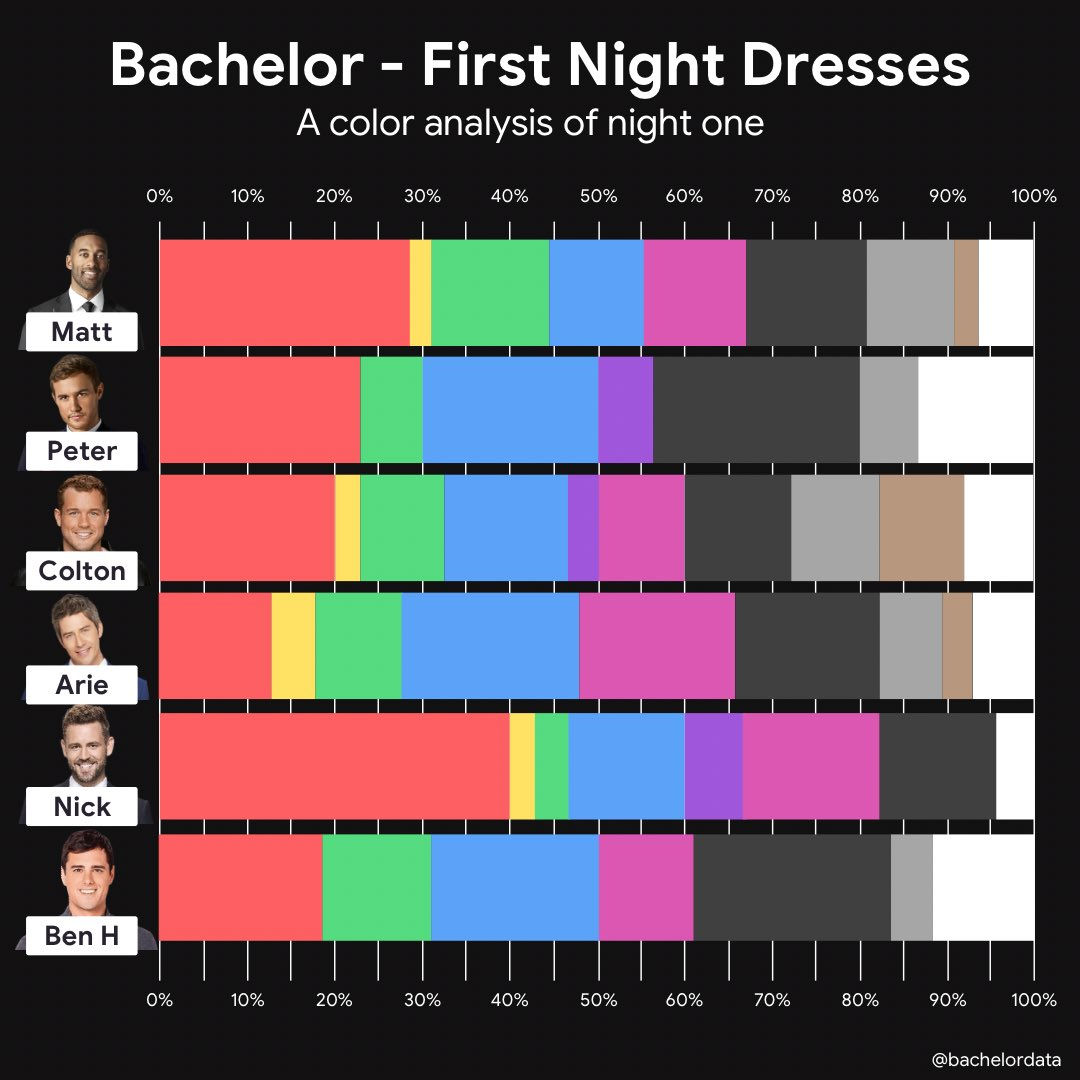 Bachelor - First Night Dresses
A color analysis of night one
0% 10% 20% 30% 40% 50% 60% 70% 80% 90% 100%
Matt
Peter
Colton
Arie
Nick
Ben H
0% 10% 20% 30% 40% 50% 60% 70% 80% 90% 100%
@bachelordata